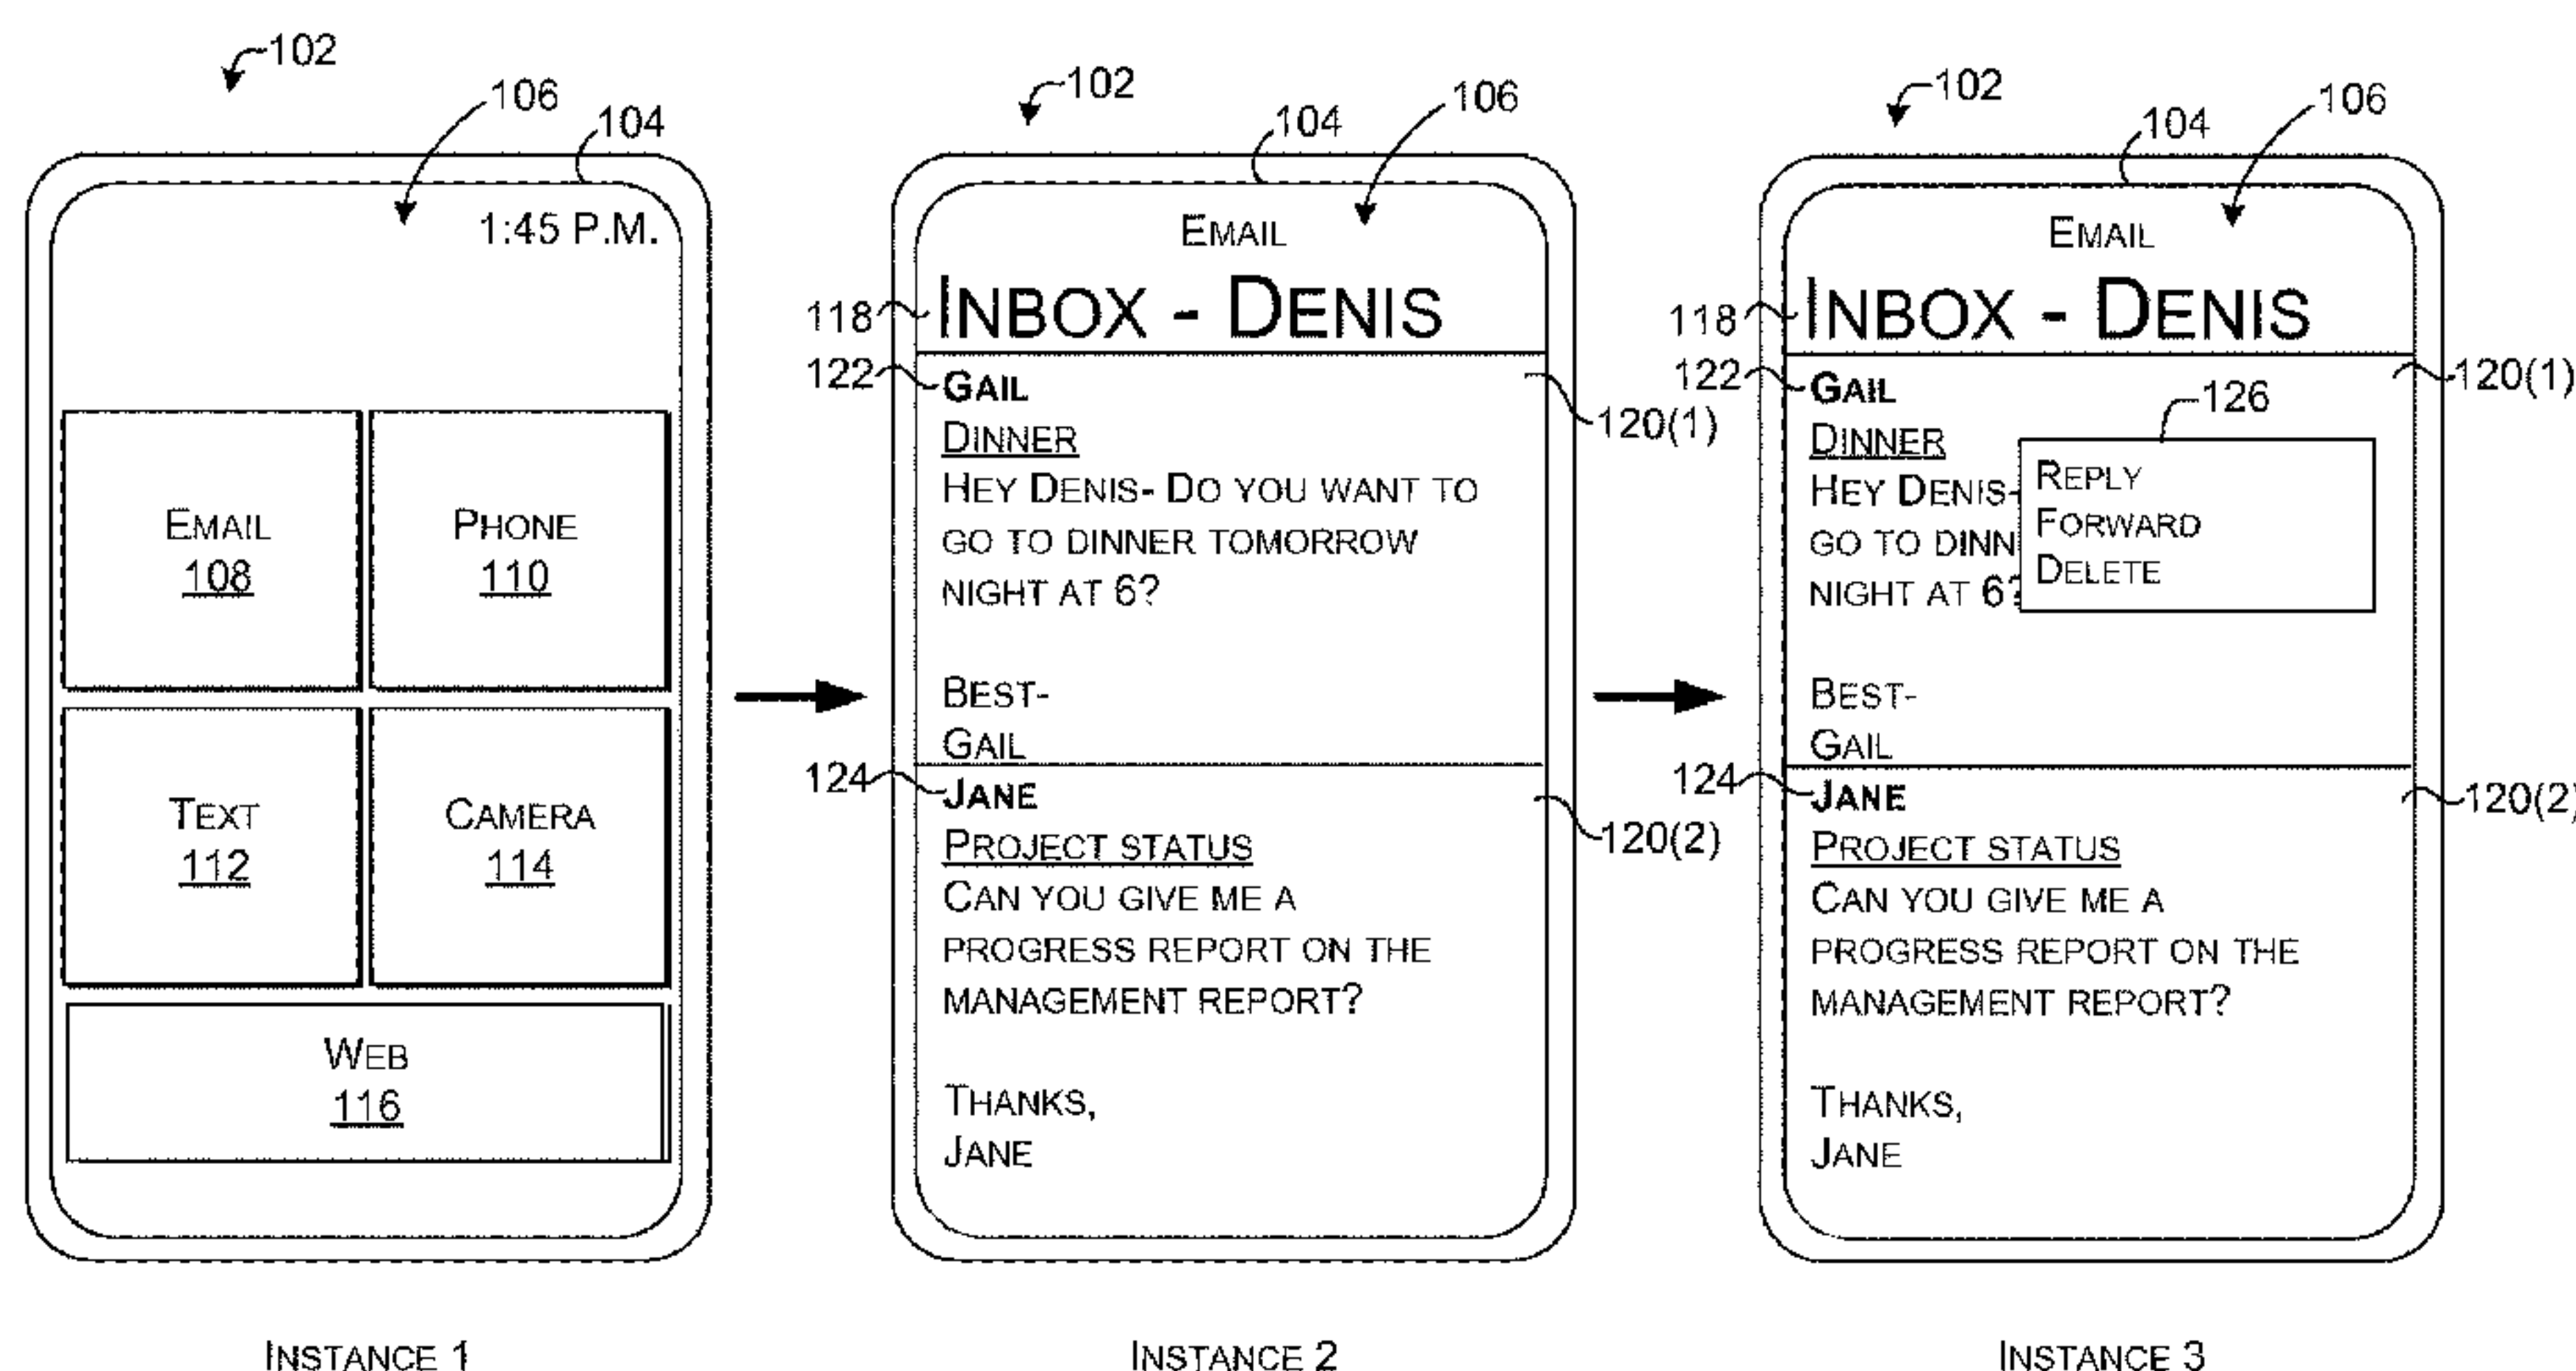 102
106
104
1:45 P.M.
EMAIL
108
PHONE
110
TEXT
112
CAMERA
114
WEB
116
INSTANCE 1
102
106
104
EMAIL
118
INBOX - DENIS
122
GAIL
120(1)
DINNER
HEY DENIS- DO YOU WANT TO
GO TO DINNER TOMORROW
NIGHT AT 6?
BEST-
GAIL
124
JANE
120(2)
PROJECT STATUS
CAN YOU GIVE ME A
PROGRESS REPORT ON THE
MANAGEMENT REPORT?
THANKS,
JANE
INSTANCE 2
102
106
104
EMAIL
118
INBOX - DENIS
122
GAIL
120(1)
126
DINNER
HEY DENIS-
GO TO DINN
NIGHT AT 6?
REPLY
FORWARD
DELETE
BEST-
GAIL
124
JANE
120(2)
PROJECT STATUS
CAN YOU GIVE ME A
PROGRESS REPORT ON THE
MANAGEMENT REPORT?
THANKS,
JANE
INSTANCE 3